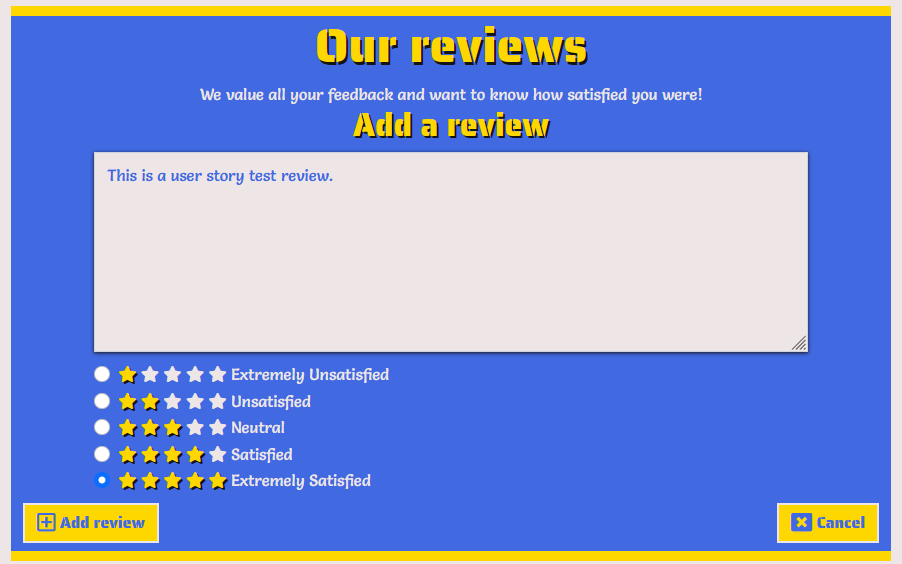 Our reviews
We value all your feedback and want to know how satisfied you were!
Add a review
This is a user story test review.
Extremely Unsatisfied
Unsatisfied
Neutral
Satisfied
Extremely Satisfied
Add review
Cancel